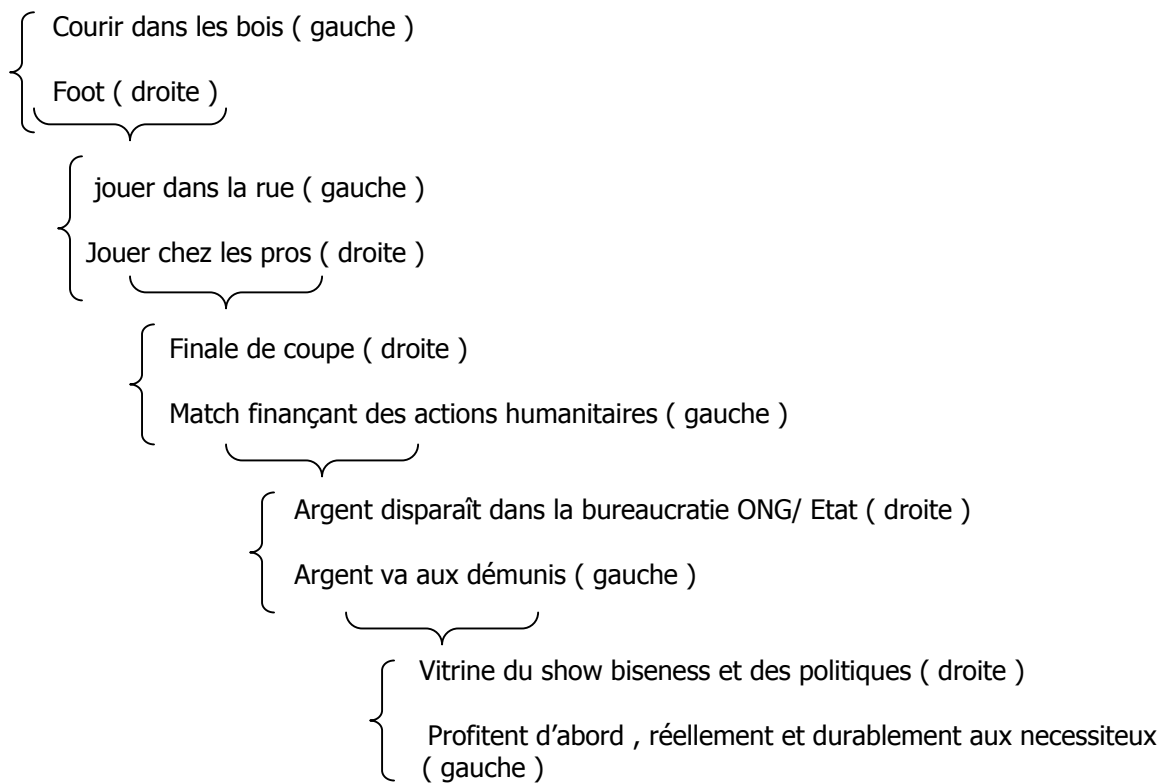 Courir dans les bois ( gauche )
Foot ( droite )
jouer dans la rue ( gauche )
Jouer chez les pros ( droite )
Finale de coupe ( droite )
Match finançant des actions humanitaires ( gauche )
Argent disparaît dans la bureaucratie ONG/ Etat ( droite )
Argent va aux démunis ( gauche )
Vitrine du show biseness et des politiques ( droite )
Profitent d’abord , réellement et durablement aux necessiteux
( gauche )